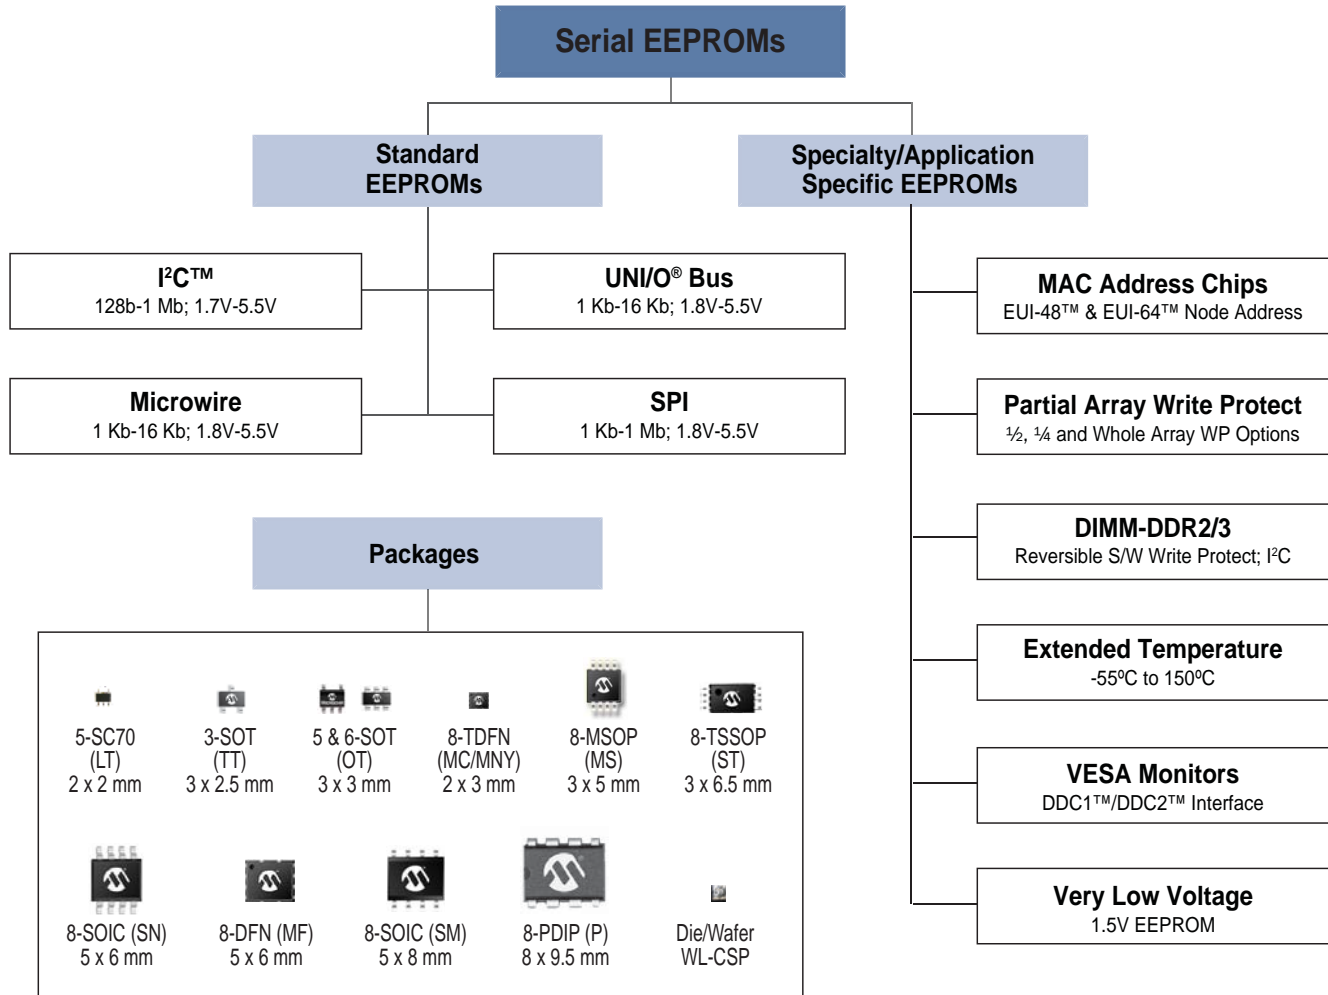 Serial EEPROMs
Standard
EEPROMs
Specialty/Application
Specific EEPROMs
I²C™
128b-1 Mb; 1.7V-5.5V
UNI/O® Bus
1 Kb-16 Kb; 1.8V-5.5V
Microwire
1 Kb-16 Kb; 1.8V-5.5V
SPI
1 Kb-1 Mb; 1.8V-5.5V
MAC Address Chips
EUI-48™ & EUI-64™ Node Address
Partial Array Write Protect
½, ¼ and Whole Array WP Options
DIMM-DDR2/3
Reversible S/W Write Protect; I²C
Extended Temperature
-55ºC to 150ºC
VESA Monitors
DDC1™/DDC2™ Interface
Very Low Voltage
1.5V EEPROM
Packages
5-SC70
(LT)
2 x 2 mm
3-SOT
(TT)
3 x 2.5 mm
5 & 6-SOT
(OT)
3 x 3 mm
8-TDFN
(MC/MNY)
2 x 3 mm
8-MSOP
(MS)
3 x 5 mm
8-TSSOP
(ST)
3 x 6.5 mm
8-SOIC (SN)
5 x 6 mm
8-DFN (MF)
5 x 6 mm
8-SOIC (SM)
5 x 8 mm
8-PDIP (P)
8 x 9.5 mm
Die/Wafer
WL-CSP